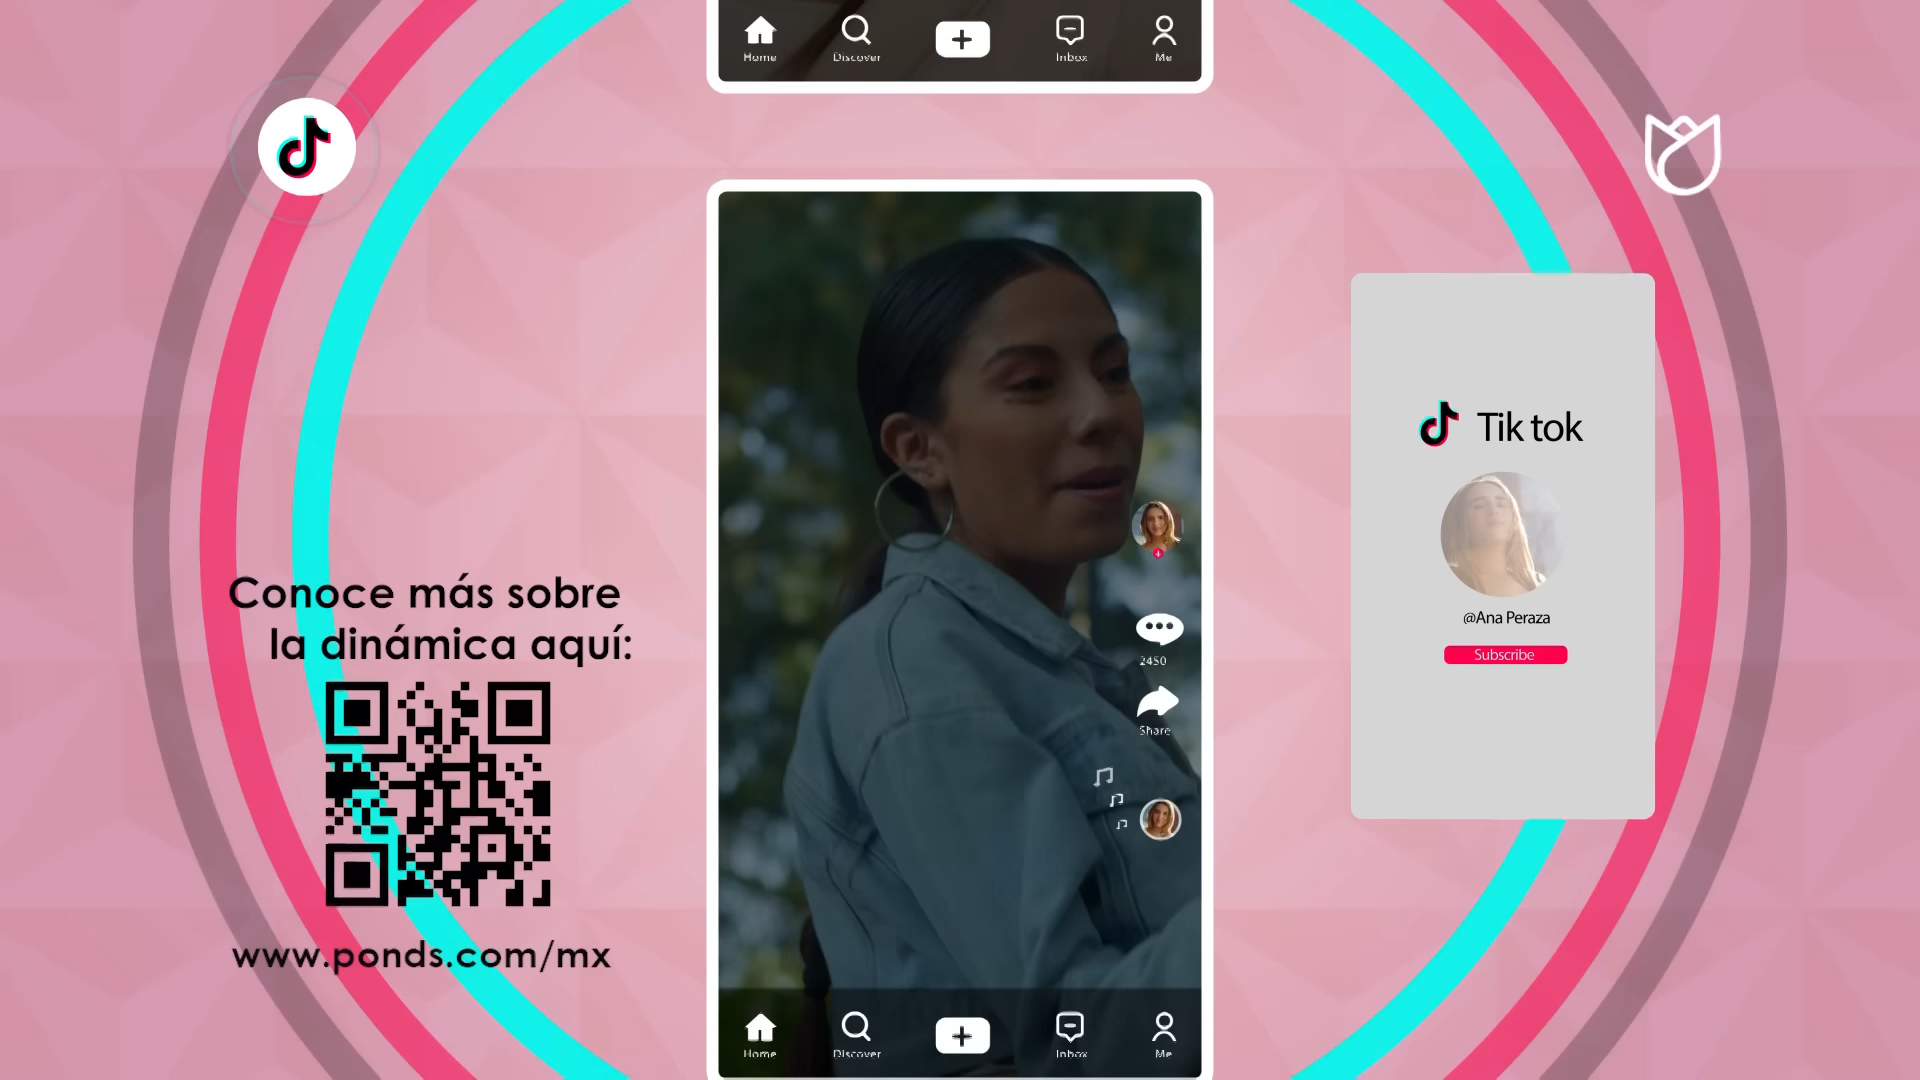 Home Discover Inbox Me
Tik tok
@Ana Peraza
Subscribe
Conoce más sobre
la dinámica aquí:
www.ponds.com/mx
2450
Share
Home Discover Inbox Me